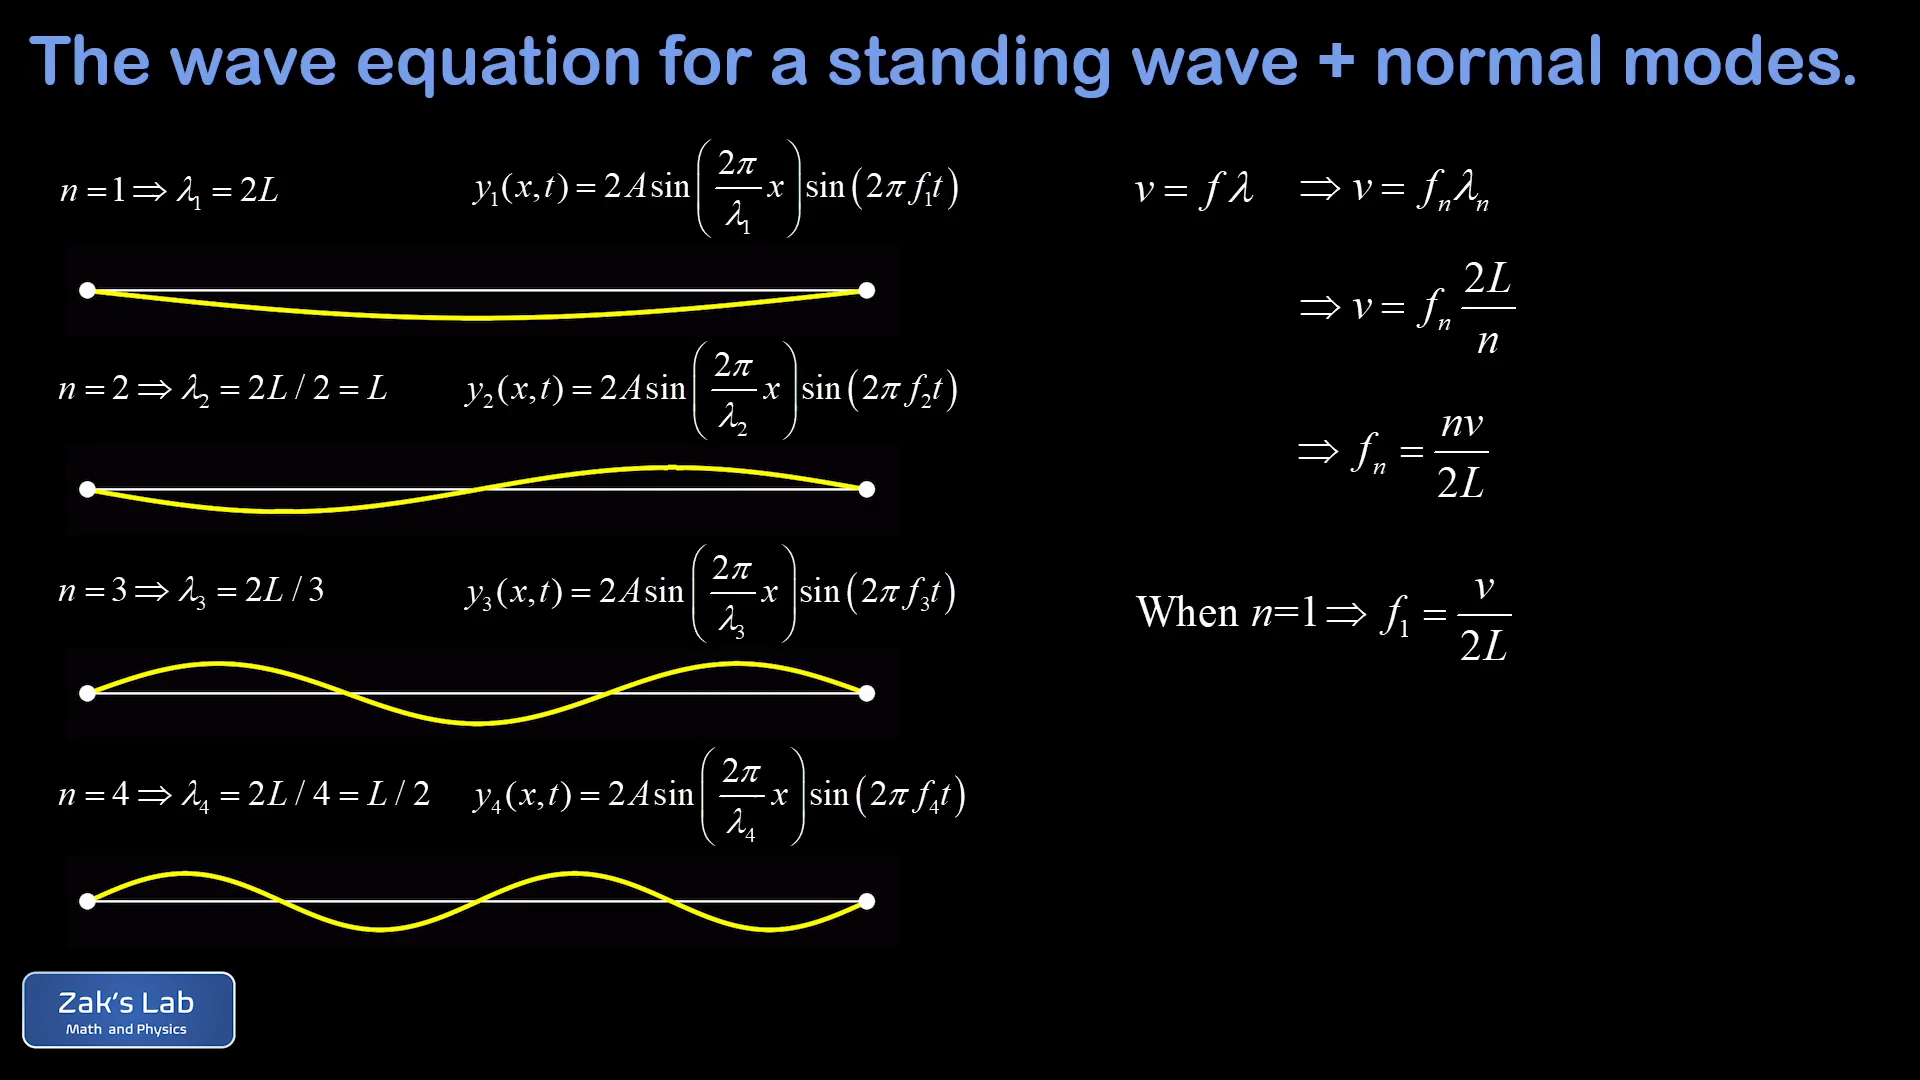 The wave equation for a standing wave + normal modes.
n = 1 ⇒ λ₁ = 2L
y₁(x,t) = 2A sin(2π/λ₁ x) sin(2π f₁t)
n = 2 ⇒ λ₂ = 2L / 2 = L
y₂(x,t) = 2A sin(2π/λ₂ x) sin(2π f₂t)
n = 3 ⇒ λ₃ = 2L / 3
y₃(x,t) = 2A sin(2π/λ₃ x) sin(2π f₃t)
n = 4 ⇒ λ₄ = 2L / 4 = L / 2
y₄(x,t) = 2A sin(2π/λ₄ x) sin(2π f₄t)
v = fλ ⇒ v = fₙλₙ
⇒ v = fₙ 2L/n
⇒ fₙ = nv/2L
When n=1 ⇒ f₁ = v/2L
Zak's Lab
Math and Physics